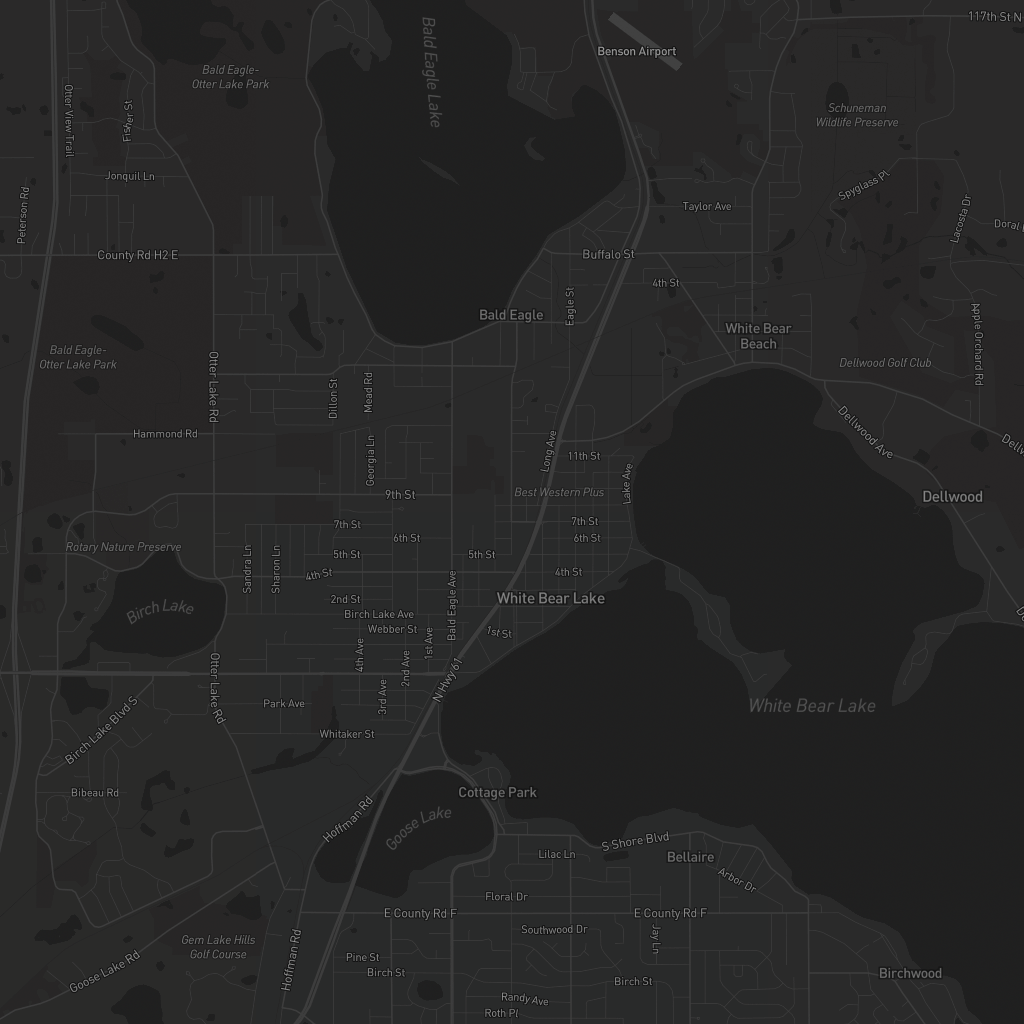 117th St N
Benson Airport
Bald Eagle Lake
Bald Eagle-
Otter Lake Park
Otter View Trail
Fisher St
Schuneman
Wildlife Preserve
Jonquil Ln
Spyglass Pl
Peterson Rd
Taylor Ave
Lacosta Dr
Doral
County Rd H2 E
Buffalo St
4th St
Eagle St
Bald Eagle
White Bear
Beach
Apple Orchard Rd
Bald Eagle-
Otter Lake Park
Dellwood Golf Club
Otter Lake Rd
Dillon St
Mead Rd
Hammond Rd
Georgia Ln
Long Ave
11th St
Dellwood Ave
Lake Ave
9th St
Best Western Plus
Dellwood
7th St
7th St
6th St
6th St
Rotary Nature Preserve
5th St
5th St
Sandra Ln
Sharon Ln
4th St
4th St
2nd St
White Bear Lake
Birch Lake
Birch Lake Ave
Bald Eagle Ave
Webber St
1st St
1st Ave
4th Ave
2nd Ave
N Hwy 61
Otter Lake Rd
3rd Ave
Park Ave
White Bear Lake
Birch Lake Blvd S
Whitaker St
Bibeau Rd
Cottage Park
Hoffman Rd
Goose Lake
S Shore Blvd
Lilac Ln
Bellaire
Arbor Dr
Floral Dr
E County Rd F
E County Rd F
Southwood Dr
Jay Ln
Gem Lake Hills
Golf Course
Hoffman Rd
Goose Lake Rd
Pine St
Birch St
Birch St
Birchwood
Randy Ave
Roth Pl